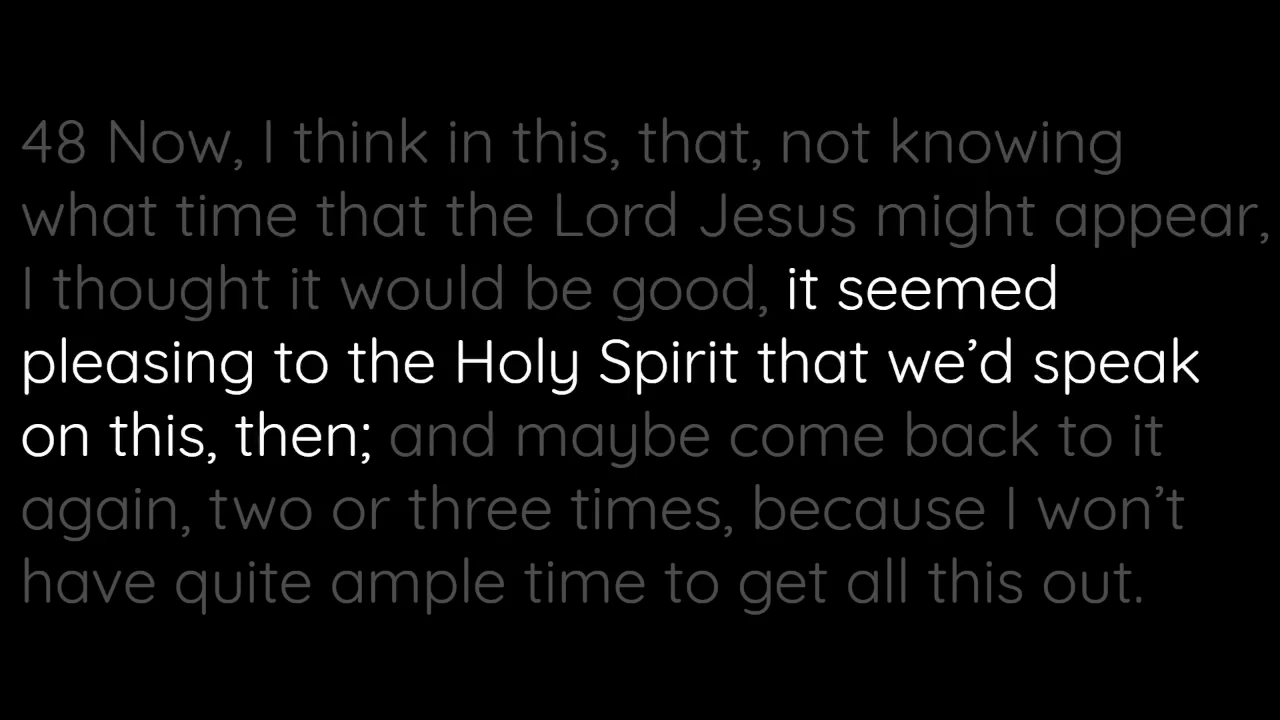 48 Now, I think in this, that, not knowing
what time that the Lord Jesus might appear,
I thought it would be good, it seemed
pleasing to the Holy Spirit that we’d speak
on this, then; and maybe come back to it
again, two or three times, because I won’t
have quite ample time to get all this out.